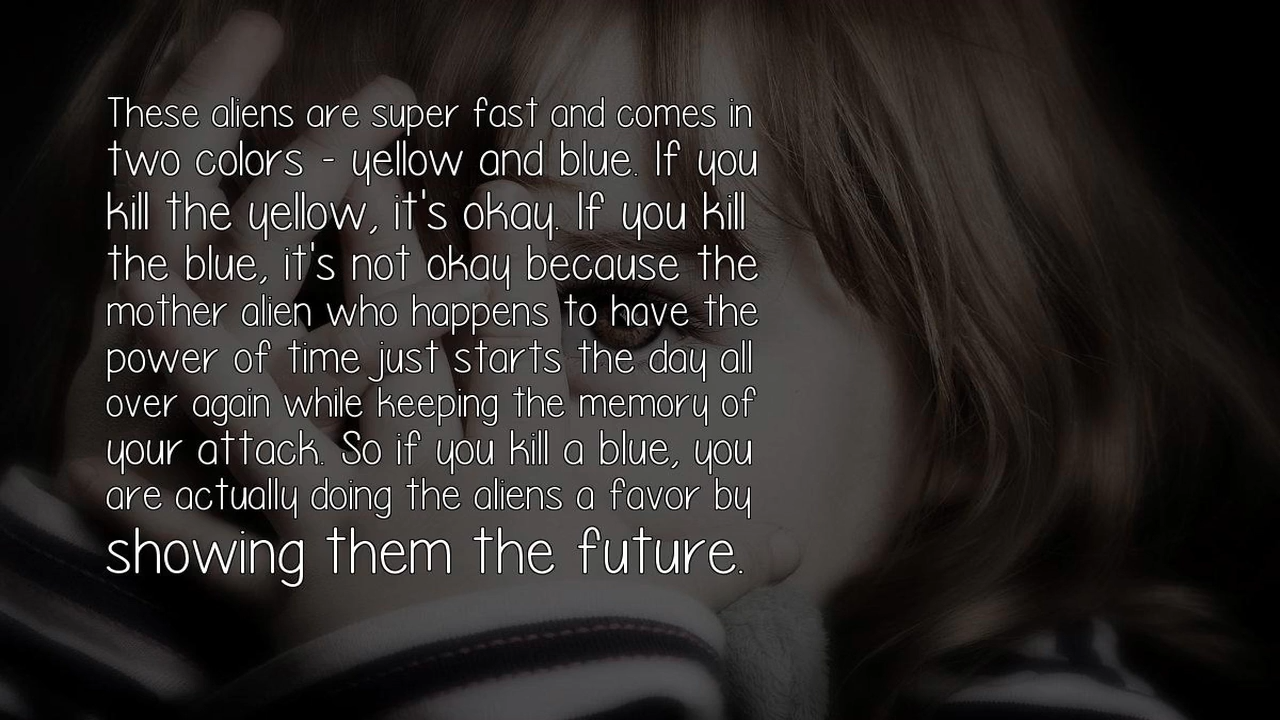 These aliens are super fast and comes in
two colors - yellow and blue. If you
kill the yellow, it's okay. If you kill
the blue, it's not okay because the
mother alien who happens to have the
power of time just starts the day all
over again while keeping the memory of
your attack. So if you kill a blue, you
are actually doing the aliens a favor by
showing them the future.